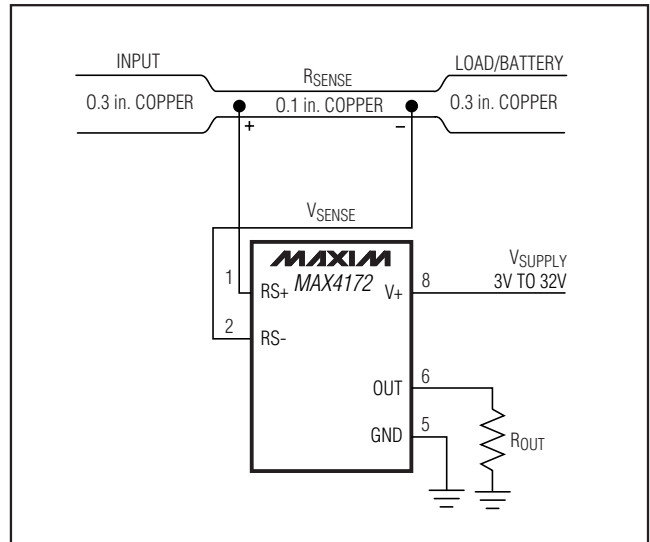 INPUT
RSENSE
LOAD/BATTERY
0.3 in. COPPER
0.1 in. COPPER
0.3 in. COPPER
+
–
VSENSE
MAXIM
MAX4172
VSUPPLY
3V TO 32V
1
RS+
V+
8
2
RS-
OUT
6
GND
5
ROUT